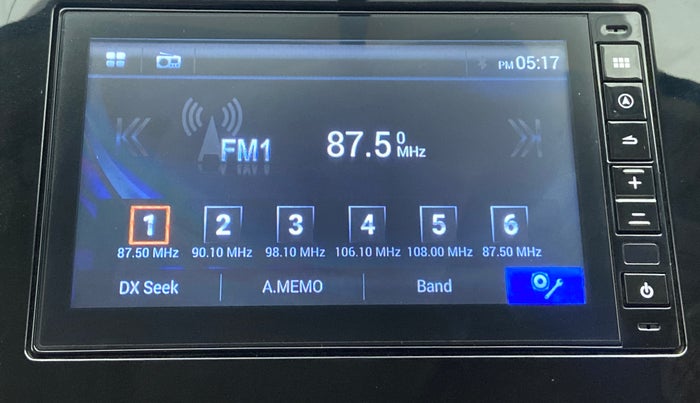 PM 05:17
FM1 87.50 MHz
1 2 3 4 5 6
87.50 MHz 90.10 MHz 98.10 MHz 106.10 MHz 108.00 MHz 87.50 MHz
DX Seek A.MEMO Band